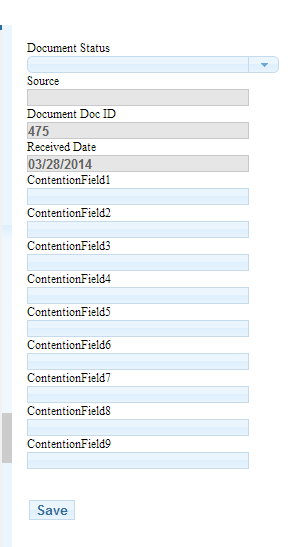 Document Status
Source
Document Doc ID
475
Received Date
03/28/2014
ContentionField1
ContentionField2
ContentionField3
ContentionField4
ContentionField5
ContentionField6
ContentionField7
ContentionField8
ContentionField9
Save